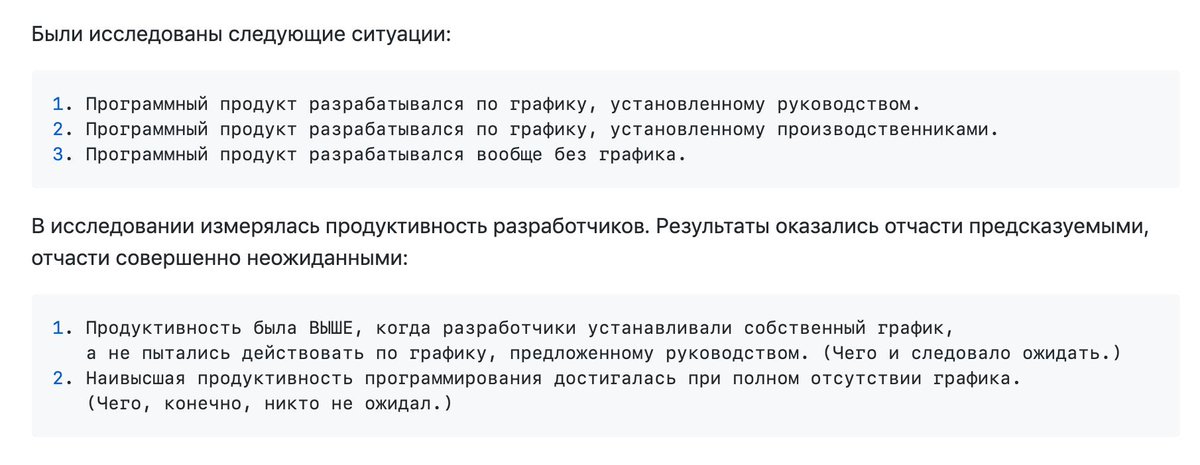 Были исследованы следующие ситуации:
1. Программный продукт разрабатывался по графику, установленному руководством.
2. Программный продукт разрабатывался по графику, установленному производственниками.
3. Программный продукт разрабатывался вообще без графика.
В исследовании измерялась продуктивность разработчиков. Результаты оказались отчасти предсказуемыми,
отчасти совершенно неожиданными:
1. Продуктивность была ВЫШЕ, когда разработчики устанавливали собственный график,
а не пытались действовать по графику, предложенному руководством. (Чего и следовало ожидать.)
2. Наивысшая продуктивность программирования достигалась при полном отсутствии графика.
(Чего, конечно, никто не ожидал.)